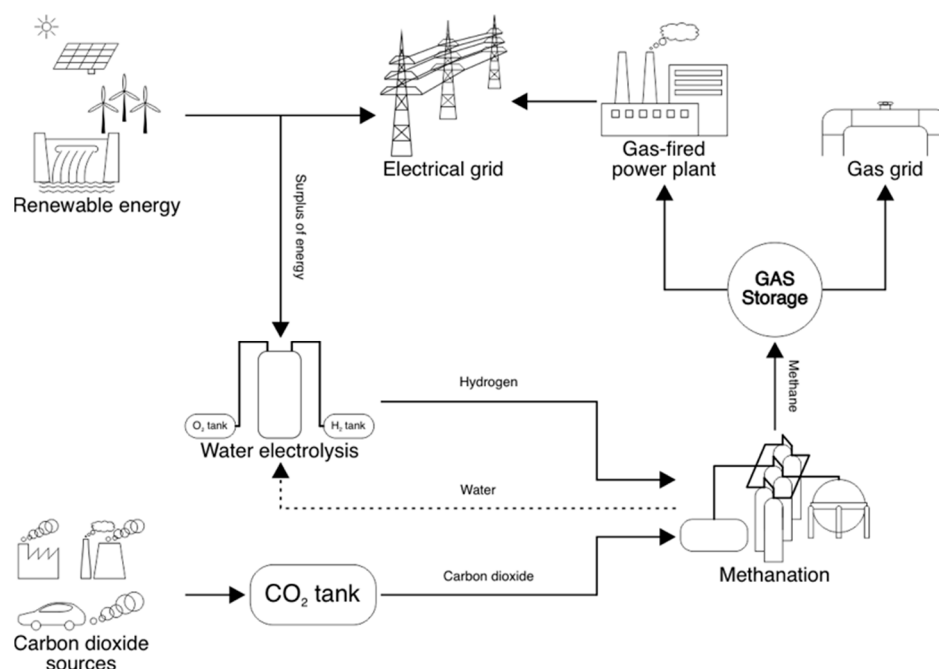 Renewable energy
Electrical grid
Gas-fired
power plant
Gas grid
Surplus of energy
GAS
Storage
Methane
Hydrogen
O₂ tank
H₂ tank
Water electrolysis
Water
Methanation
Carbon dioxide
CO₂ tank
Carbon dioxide
sources